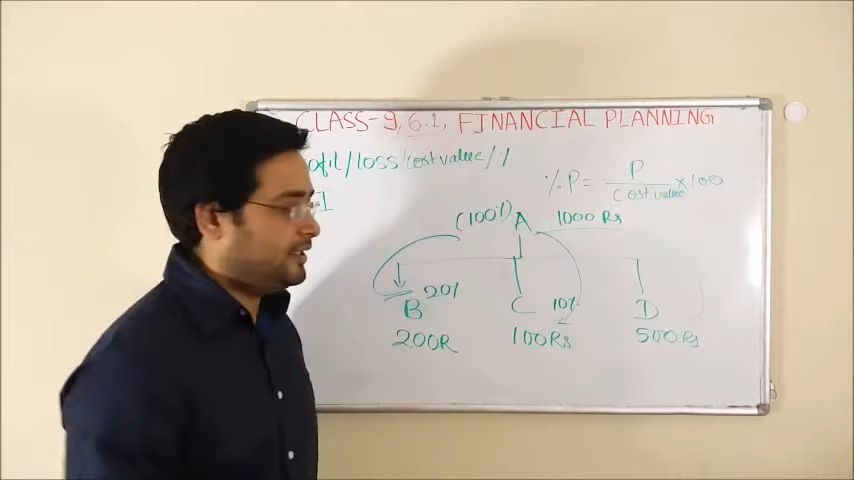 CLASS-9, 6.1, FINANCIAL PLANNING
ofit/loss/cost value/%
%P = P / Cost value × 100
1
(100%) A 1000 Rs
B 20% C 10% D
200R 100Rs 500Rs